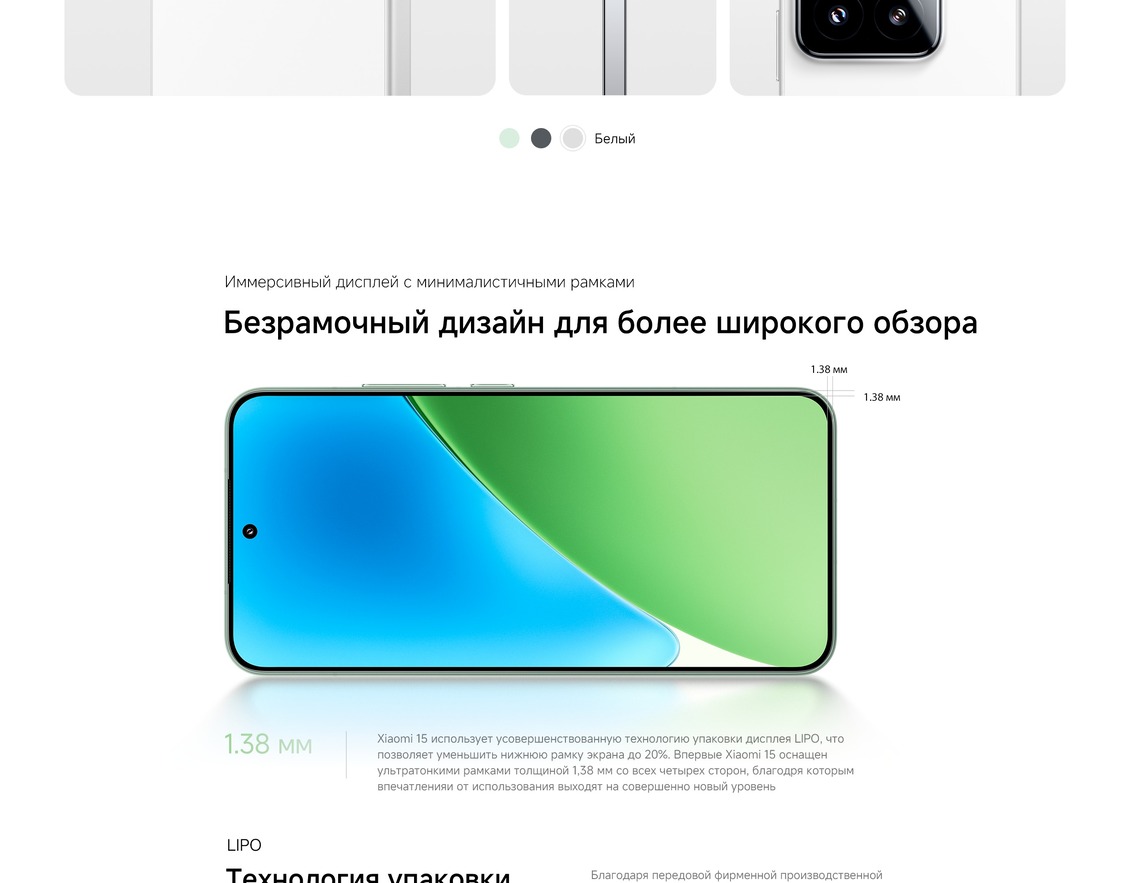 Белый
Иммерсивный дисплей с минималистичными рамками
Безрамочный дизайн для более широкого обзора
1.38 мм
1.38 мм
1.38 мм
Xiaomi 15 использует усовершенствованную технологию упаковки дисплея LIPO, что
позволяет уменьшить нижнюю рамку экрана до 20%. Впервые Xiaomi 15 оснащен
ультратонкими рамками толщиной 1,38 мм со всех четырех сторон, благодря которым
впечатленияи от использования выходят на совершенно новый уровень
LIPO
Технология упаковки
Благодаря передовой фирменной производственной